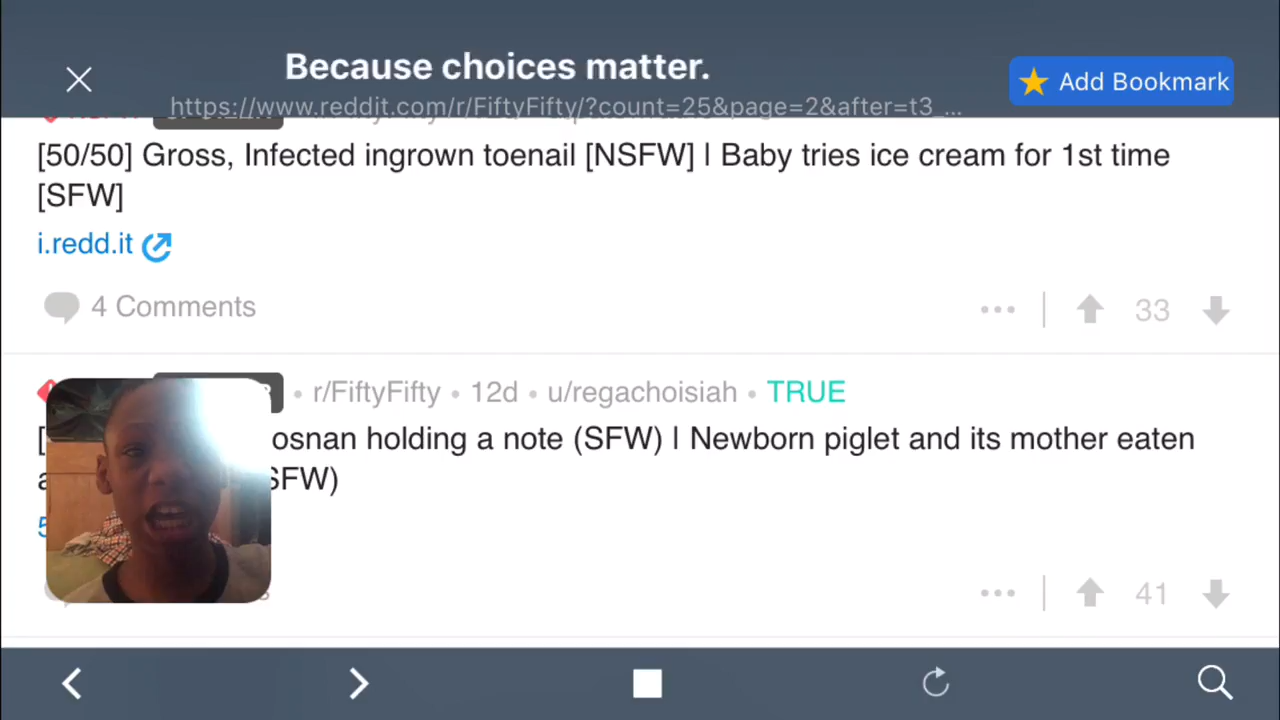 Because choices matter.
https://www.reddit.com/r/FiftyFifty/?count=25&page=2&after=t3_...
Add Bookmark
[50/50] Gross, Infected ingrown toenail [NSFW] | Baby tries ice cream for 1st time
[SFW]
i.redd.it
4 Comments
33
• r/FiftyFifty • 12d • u/regachoisiah • TRUE
[ holding a note (SFW) | Newborn piglet and its mother eaten
41